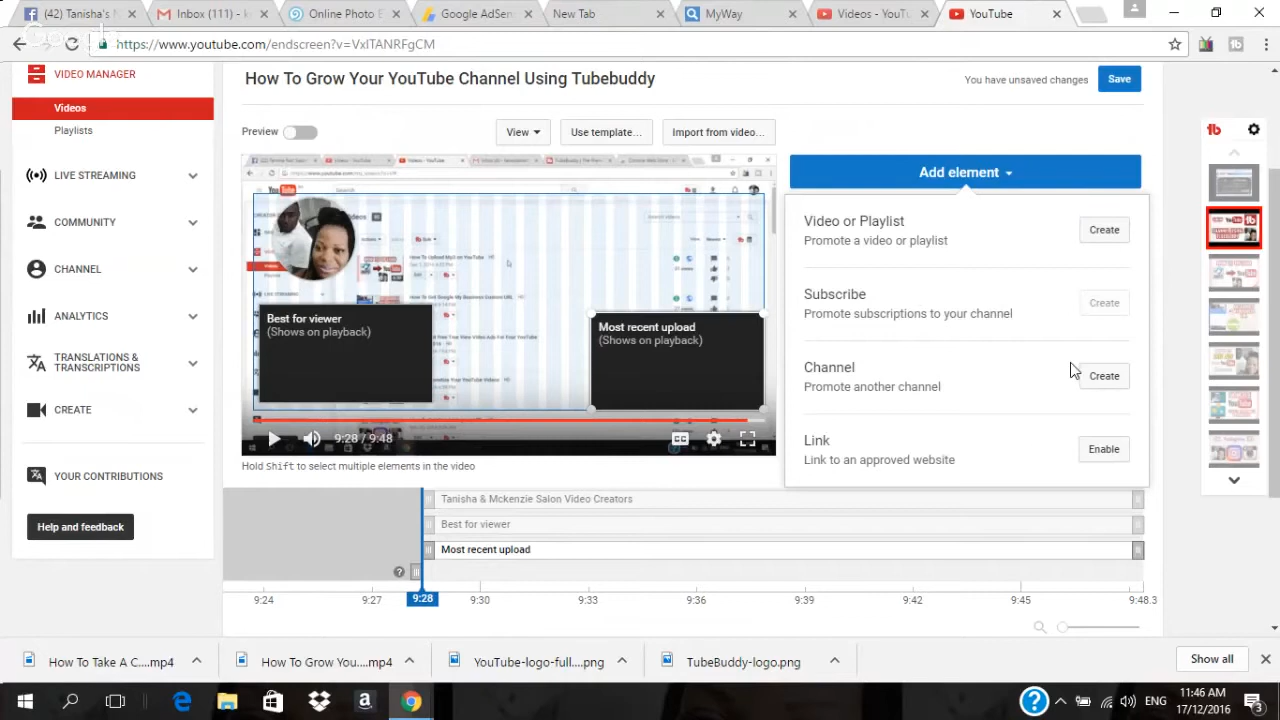 (42) Tanisha's M
Inbox (111) - k
Online Photo E
Google AdSen
New Tab
MyWay
Videos - YouTu
YouTube
https://www.youtube.com/endscreen?v=VxlTANRFgCM
VIDEO MANAGER
Videos
Playlists
LIVE STREAMING
COMMUNITY
CHANNEL
ANALYTICS
TRANSLATIONS &
TRANSCRIPTIONS
CREATE
YOUR CONTRIBUTIONS
Help and feedback
How To Grow Your YouTube Channel Using Tubebuddy
You have unsaved changes
Save
Preview
View
Use template...
Import from video...
Best for viewer
(Shows on playback)
Most recent upload
(Shows on playback)
9:28 / 9:48
Hold Shift to select multiple elements in the video
Add element
Video or Playlist
Promote a video or playlist
Create
Subscribe
Promote subscriptions to your channel
Create
Channel
Promote another channel
Create
Link
Link to an approved website
Enable
Tanisha & Mckenzie Salon Video Creators
Best for viewer
Most recent upload
9:24
9:27
9:28
9:30
9:33
9:36
9:39
9:42
9:45
9:48.3
How To Take A C....mp4
How To Grow You....mp4
YouTube-logo-full....png
TubeBuddy-logo.png
Show all
ENG
11:46 AM
17/12/2016